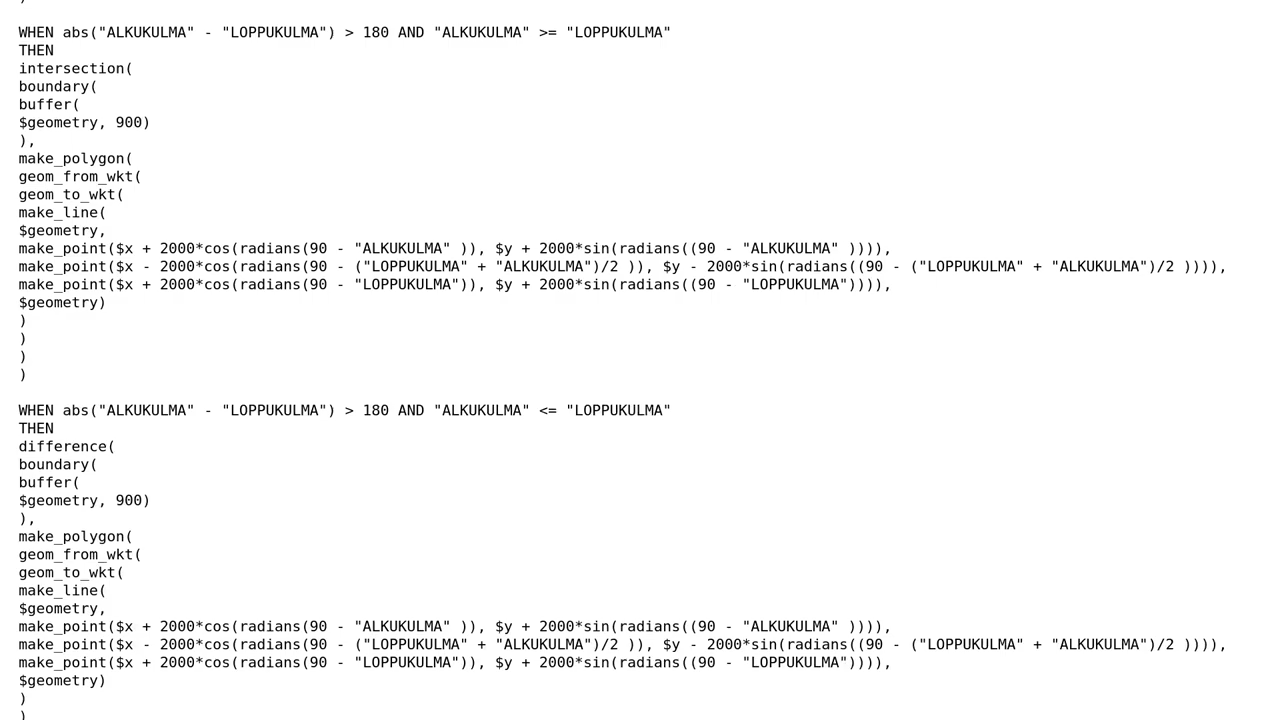 )
WHEN abs("ALKUKULMA" - "LOPPUKULMA") > 180 AND "ALKUKULMA" >= "LOPPUKULMA"
THEN
intersection(
boundary(
buffer(
$geometry, 900)
),
make_polygon(
geom_from_wkt(
geom_to_wkt(
make_line(
$geometry,
make_point($x + 2000*cos(radians(90 - "ALKUKULMA" )), $y + 2000*sin(radians((90 - "ALKUKULMA" )))),
make_point($x - 2000*cos(radians(90 - ("LOPPUKULMA" + "ALKUKULMA")/2 )), $y - 2000*sin(radians((90 - ("LOPPUKULMA" + "ALKUKULMA")/2 )))),
make_point($x + 2000*cos(radians(90 - "LOPPUKULMA")), $y + 2000*sin(radians((90 - "LOPPUKULMA")))),
$geometry)
)
)
)
)
WHEN abs("ALKUKULMA" - "LOPPUKULMA") > 180 AND "ALKUKULMA" <= "LOPPUKULMA"
THEN
difference(
boundary(
buffer(
$geometry, 900)
),
make_polygon(
geom_from_wkt(
geom_to_wkt(
make_line(
$geometry,
make_point($x + 2000*cos(radians(90 - "ALKUKULMA" )), $y + 2000*sin(radians((90 - "ALKUKULMA" )))),
make_point($x - 2000*cos(radians(90 - ("LOPPUKULMA" + "ALKUKULMA")/2 )), $y - 2000*sin(radians((90 - ("LOPPUKULMA" + "ALKUKULMA")/2 )))),
make_point($x + 2000*cos(radians(90 - "LOPPUKULMA")), $y + 2000*sin(radians((90 - "LOPPUKULMA")))),
$geometry)
)
)